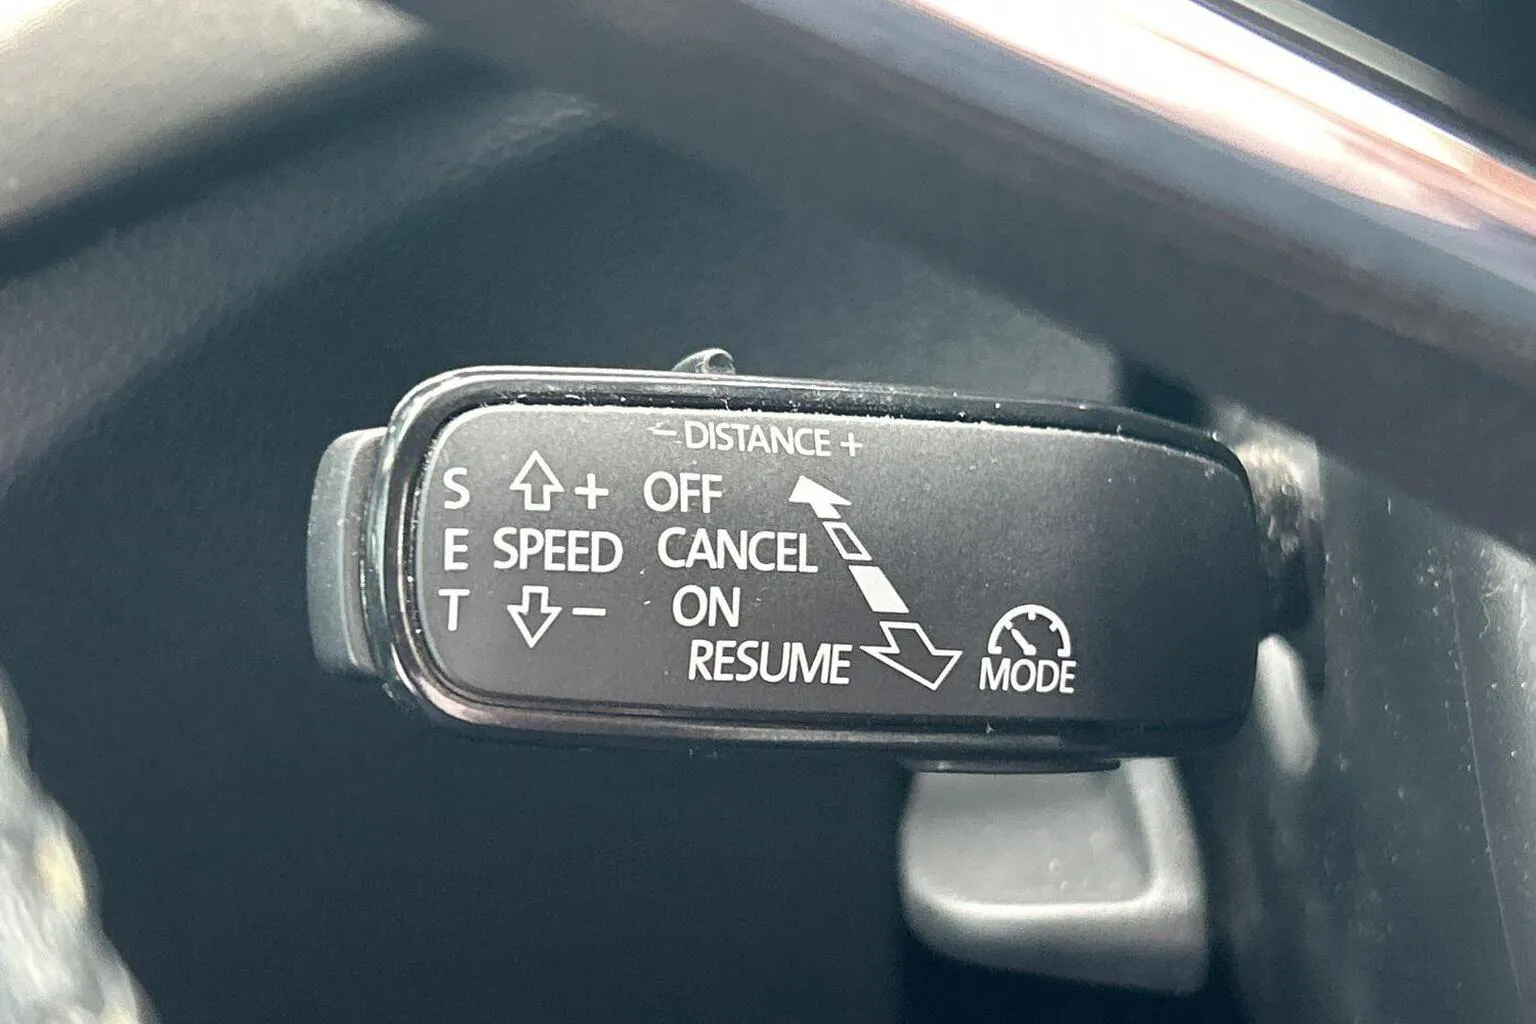 - DISTANCE +
S + OFF
E SPEED CANCEL
T - ON
RESUME
MODE